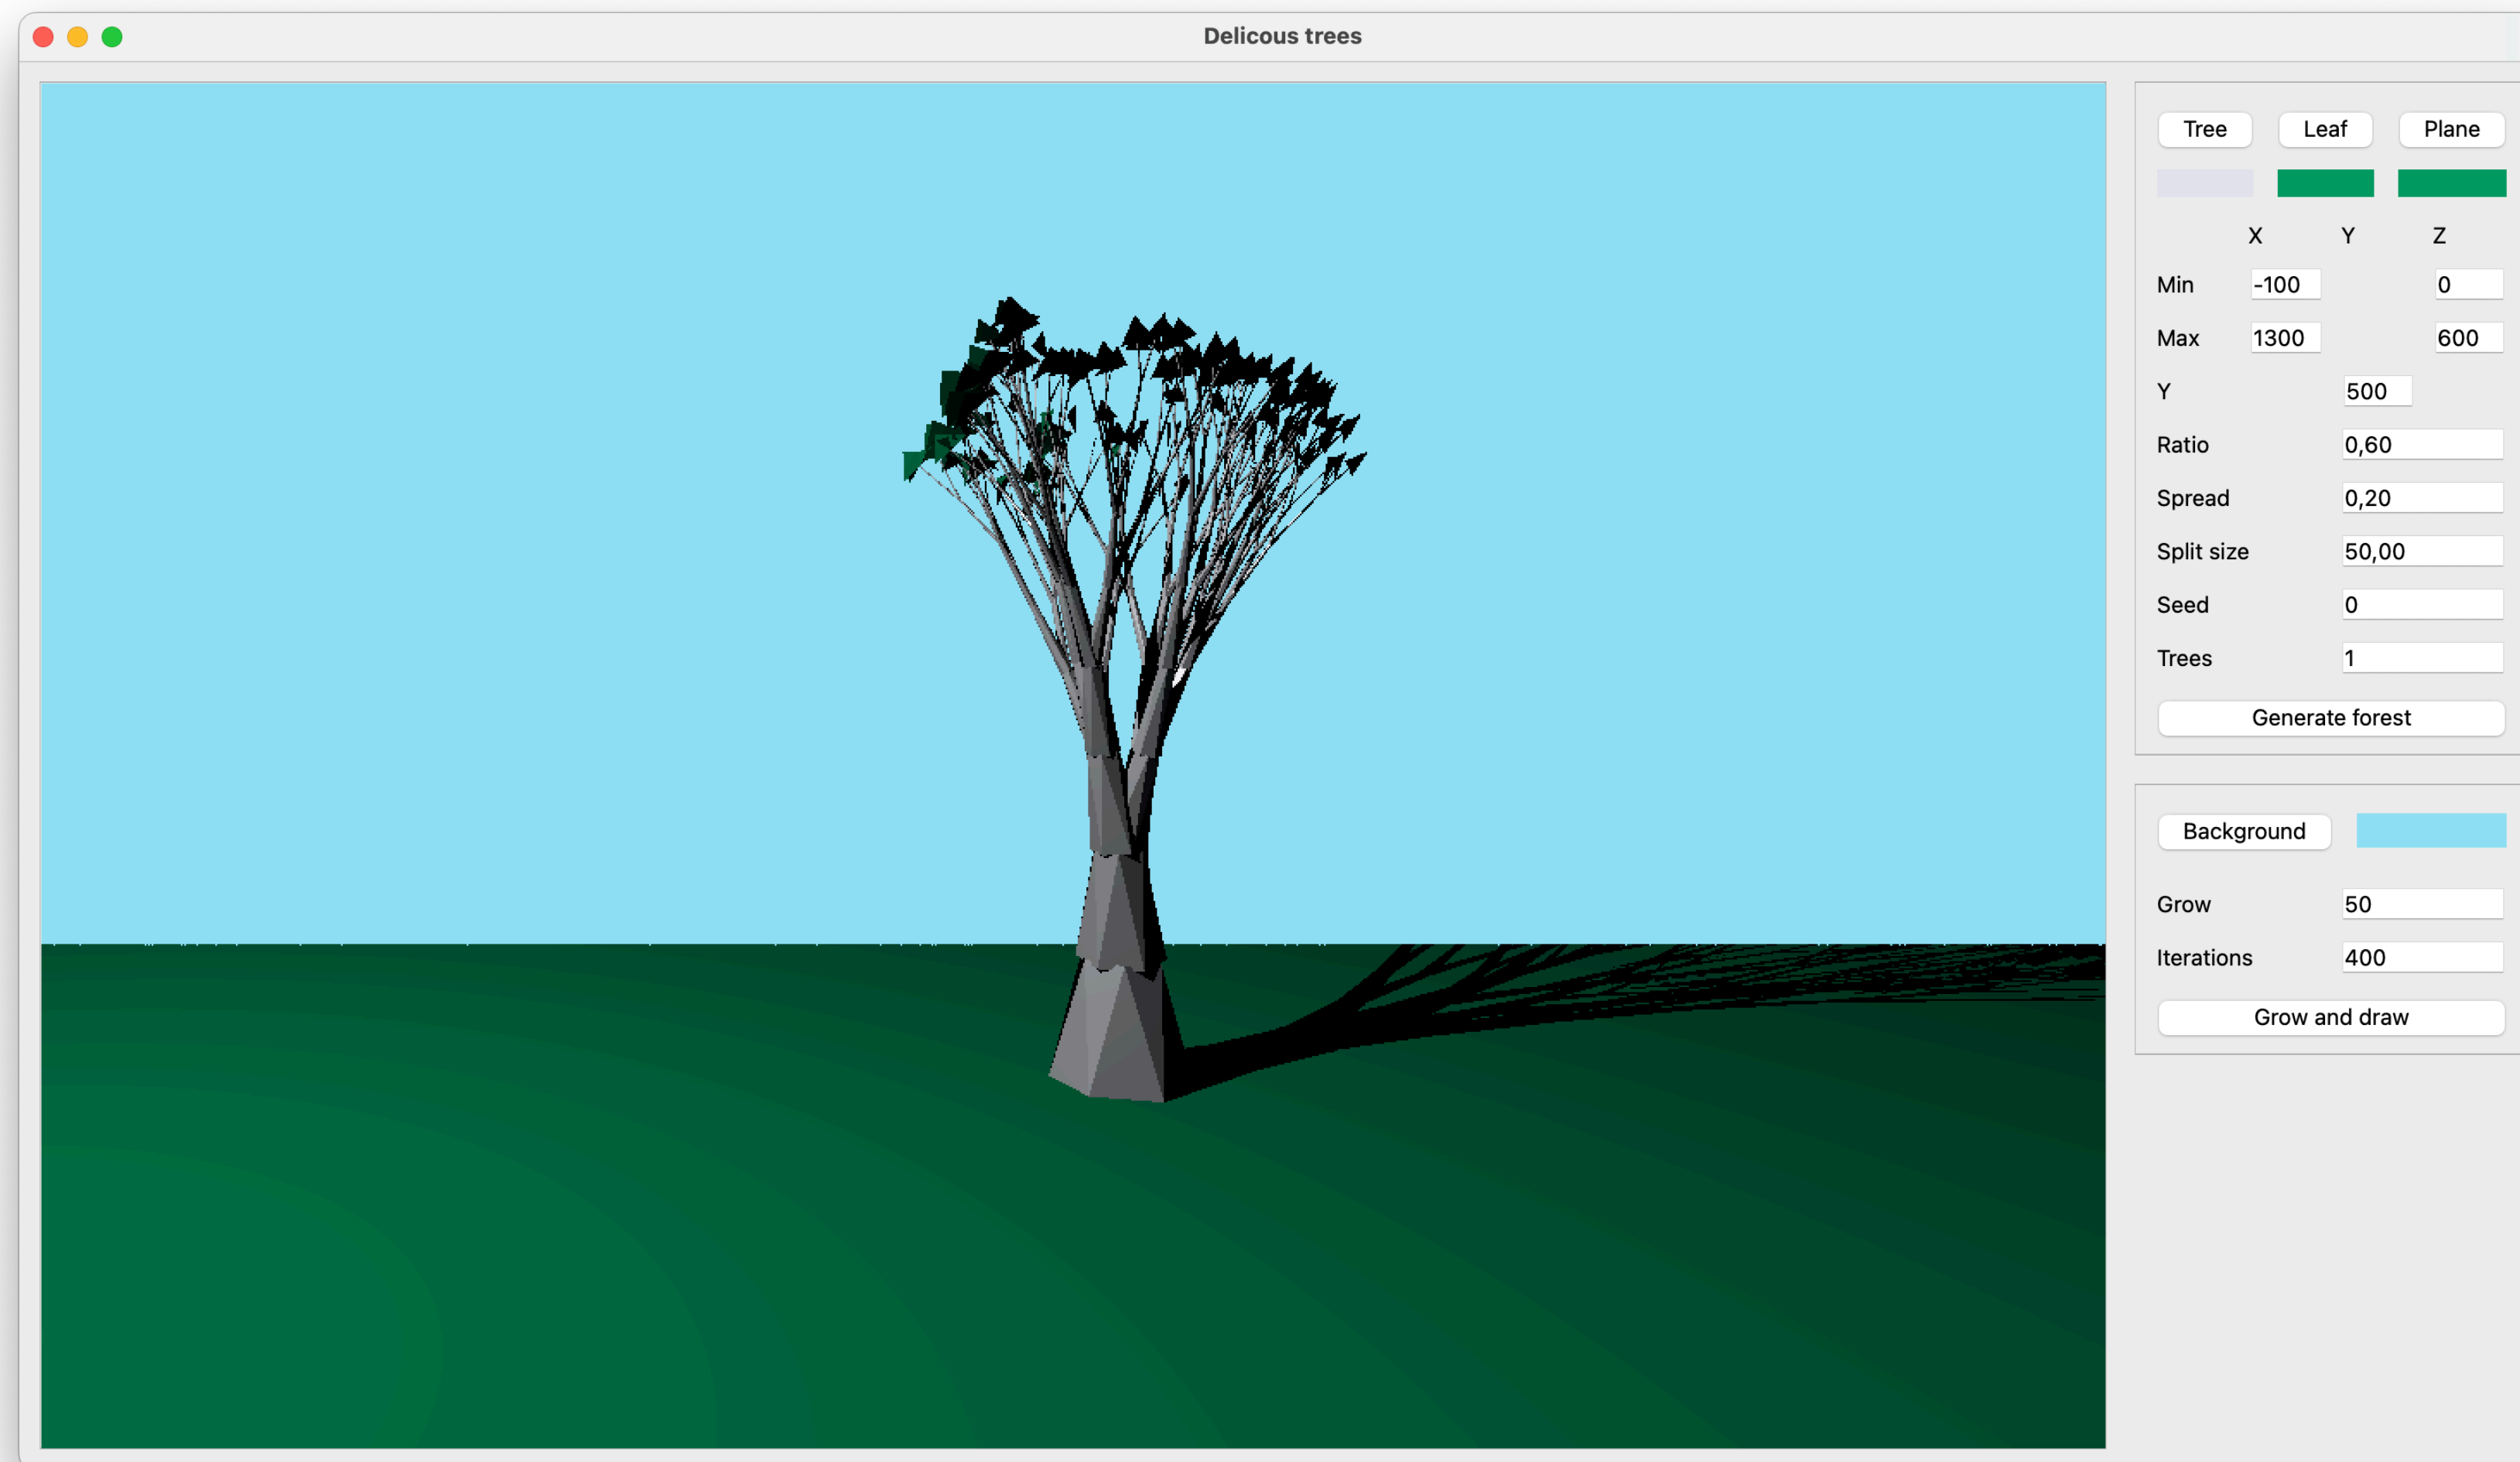 Delicous trees
Tree Leaf Plane
X Y Z
Min -100 0
Max 1300 600
Y 500
Ratio 0,60
Spread 0,20
Split size 50,00
Seed 0
Trees 1
Generate forest
Background
Grow 50
Iterations 400
Grow and draw